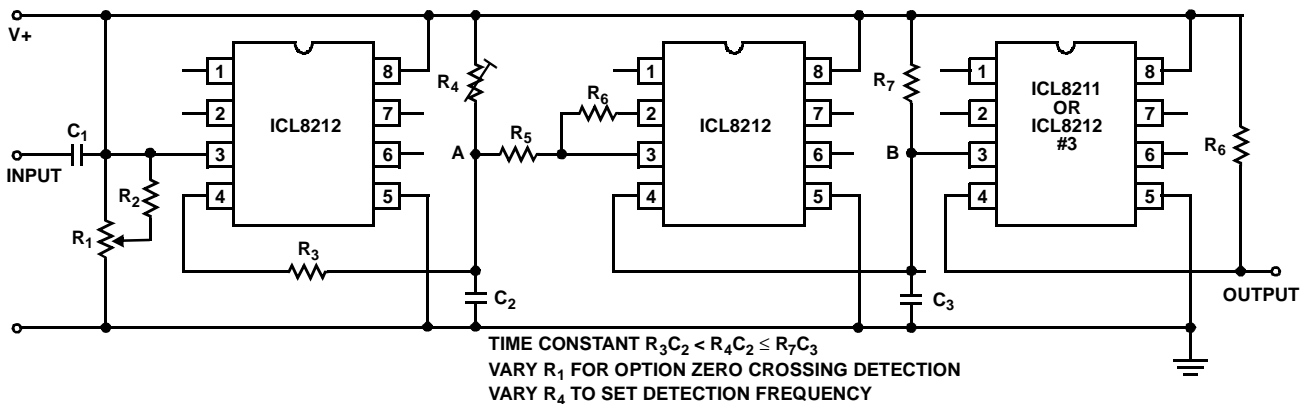 V+
INPUT
C1
R2
R1
1
2
3
4
ICL8212
8
7
6
5
R3
R4
A
C2
R5
R6
1
2
3
4
ICL8212
8
7
6
5
R7
B
C3
1
2
3
4
ICL8211
OR
ICL8212
#3
8
7
6
5
R6
OUTPUT
TIME CONSTANT R3C2 < R4C2 ≤ R7C3
VARY R1 FOR OPTION ZERO CROSSING DETECTION
VARY R4 TO SET DETECTION FREQUENCY